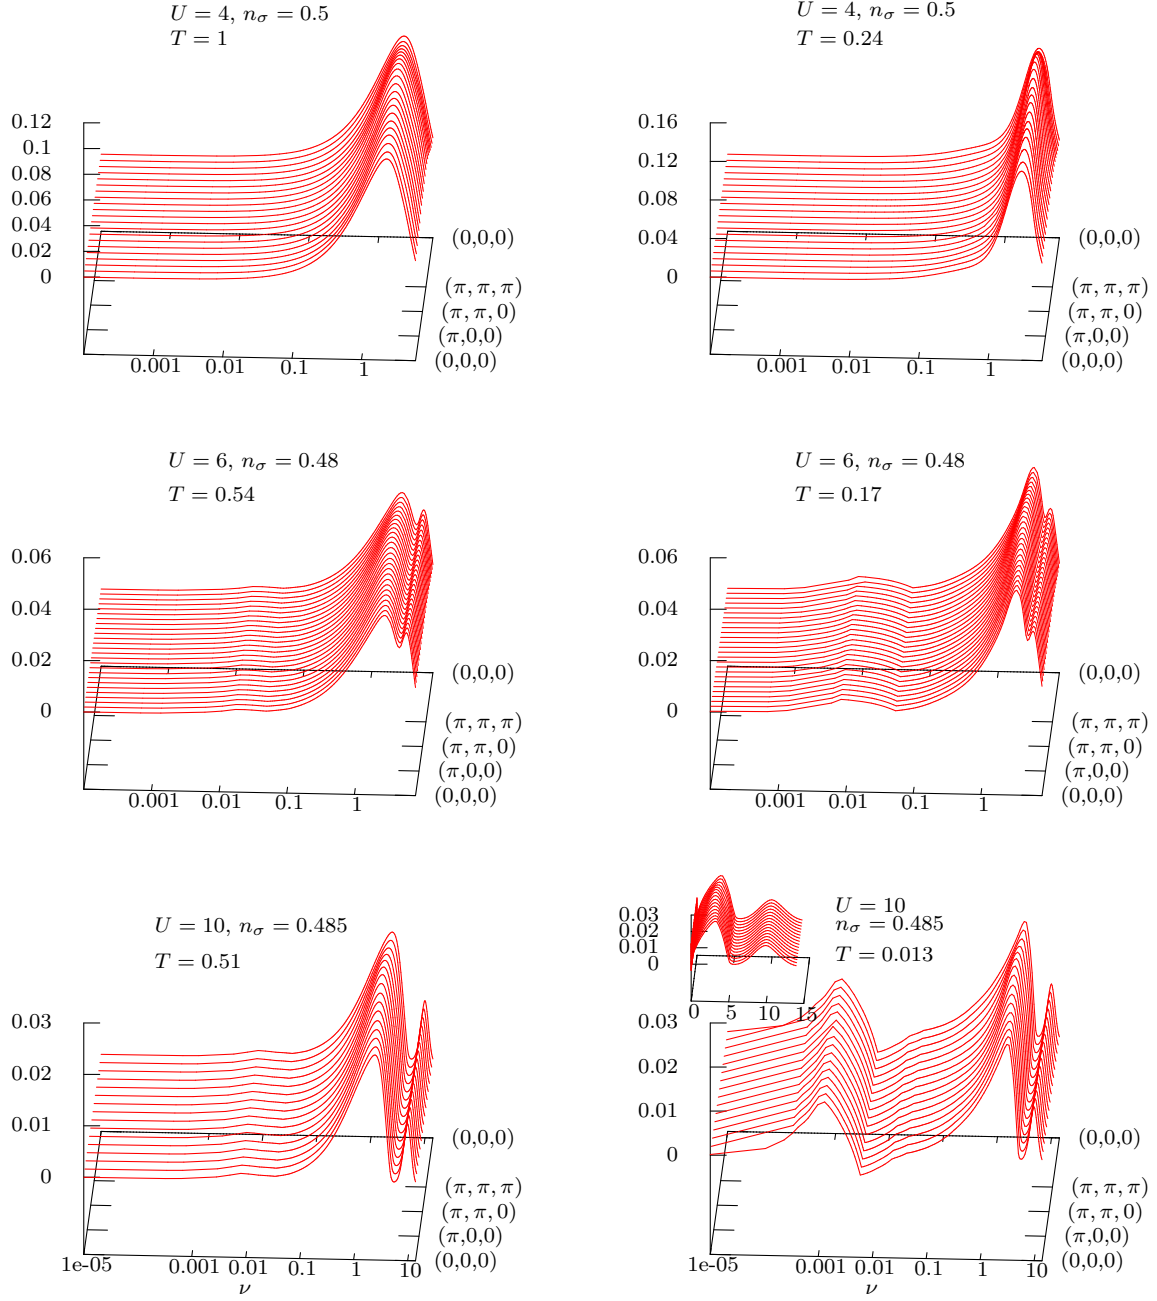 U = 4, nσ = 0.5
T = 1
0.12
0.1
0.08
0.06
0.04
0.02
0
(0,0,0)
(π, π, π)
(π, π, 0)
(π,0,0)
(0,0,0)
0.001 0.01 0.1 1
U = 4, nσ = 0.5
T = 0.24
0.16
0.12
0.08
0.04
0
(0,0,0)
(π, π, π)
(π, π, 0)
(π,0,0)
(0,0,0)
0.001 0.01 0.1 1
U = 6, nσ = 0.48
T = 0.54
0.06
0.04
0.02
0
(0,0,0)
(π, π, π)
(π, π, 0)
(π,0,0)
(0,0,0)
0.001 0.01 0.1 1
U = 6, nσ = 0.48
T = 0.17
0.06
0.04
0.02
0
(0,0,0)
(π, π, π)
(π, π, 0)
(π,0,0)
(0,0,0)
0.001 0.01 0.1 1
U = 10, nσ = 0.485
T = 0.51
0.03
0.02
0.01
0
(0,0,0)
(π, π, π)
(π, π, 0)
(π,0,0)
(0,0,0)
1e-05 0.001 0.01 0.1 1 10
ν
0.03
0.02
0.01
0
0 5 10 15
U = 10
nσ = 0.485
T = 0.013
0.03
0.02
0.01
0
(0,0,0)
(π, π, π)
(π, π, 0)
(π,0,0)
(0,0,0)
1e-05 0.001 0.01 0.1 1 10
ν